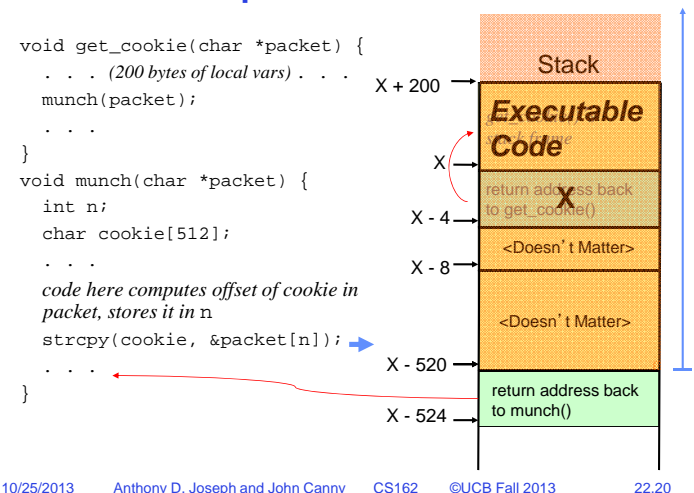 void get_cookie(char *packet) {
. . . (200 bytes of local vars) . . .
munch(packet);
. . .
}
void munch(char *packet) {
int n;
char cookie[512];
. . .
code here computes offset of cookie in
packet, stores it in n
strcpy(cookie, &packet[n]);
. . .
}
Stack
X + 200
Executable
Code
stack frame
X
return address back
to get_cookie()
X
X - 4
<Doesn't Matter>
X - 8
<Doesn't Matter>
X - 520
return address back
to munch()
X - 524
10/25/2013 Anthony D. Joseph and John Canny CS162 ©UCB Fall 2013 22.20